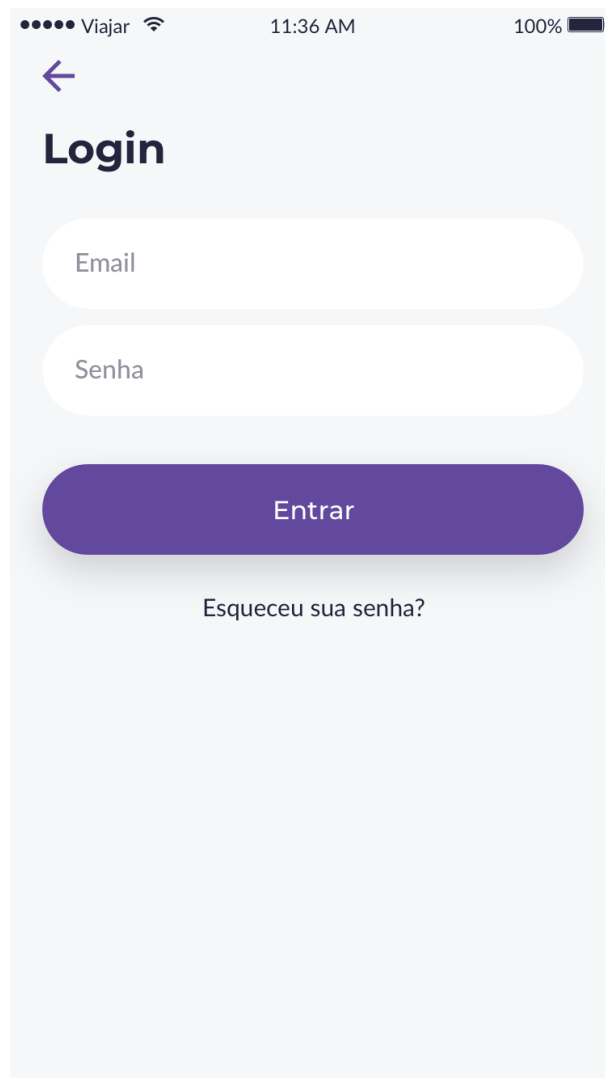 ●●●●● Viajar 11:36 AM 100%
Login
Email
Senha
Entrar
Esqueceu sua senha?